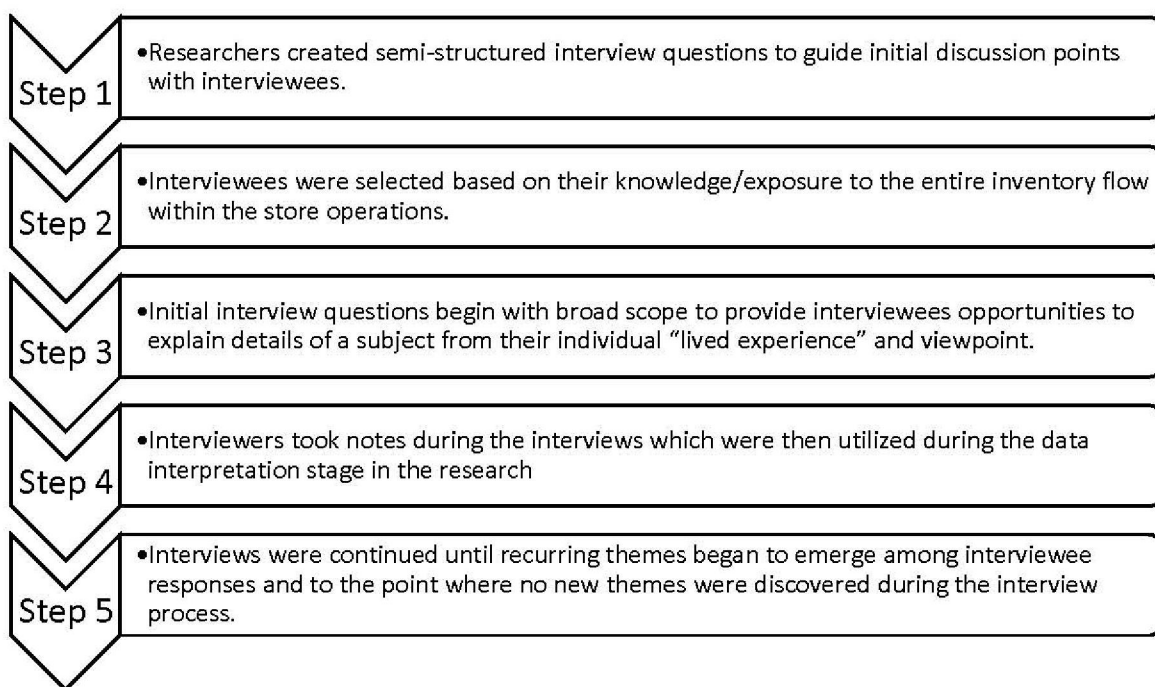 Step 1
•Researchers created semi-structured interview questions to guide initial discussion points
with interviewees.
Step 2
•Interviewees were selected based on their knowledge/exposure to the entire inventory flow
within the store operations.
Step 3
•Initial interview questions begin with broad scope to provide interviewees opportunities to
explain details of a subject from their individual “lived experience” and viewpoint.
Step 4
•Interviewers took notes during the interviews which were then utilized during the data
interpretation stage in the research
Step 5
•Interviews were continued until recurring themes began to emerge among interviewee
responses and to the point where no new themes were discovered during the interview
process.